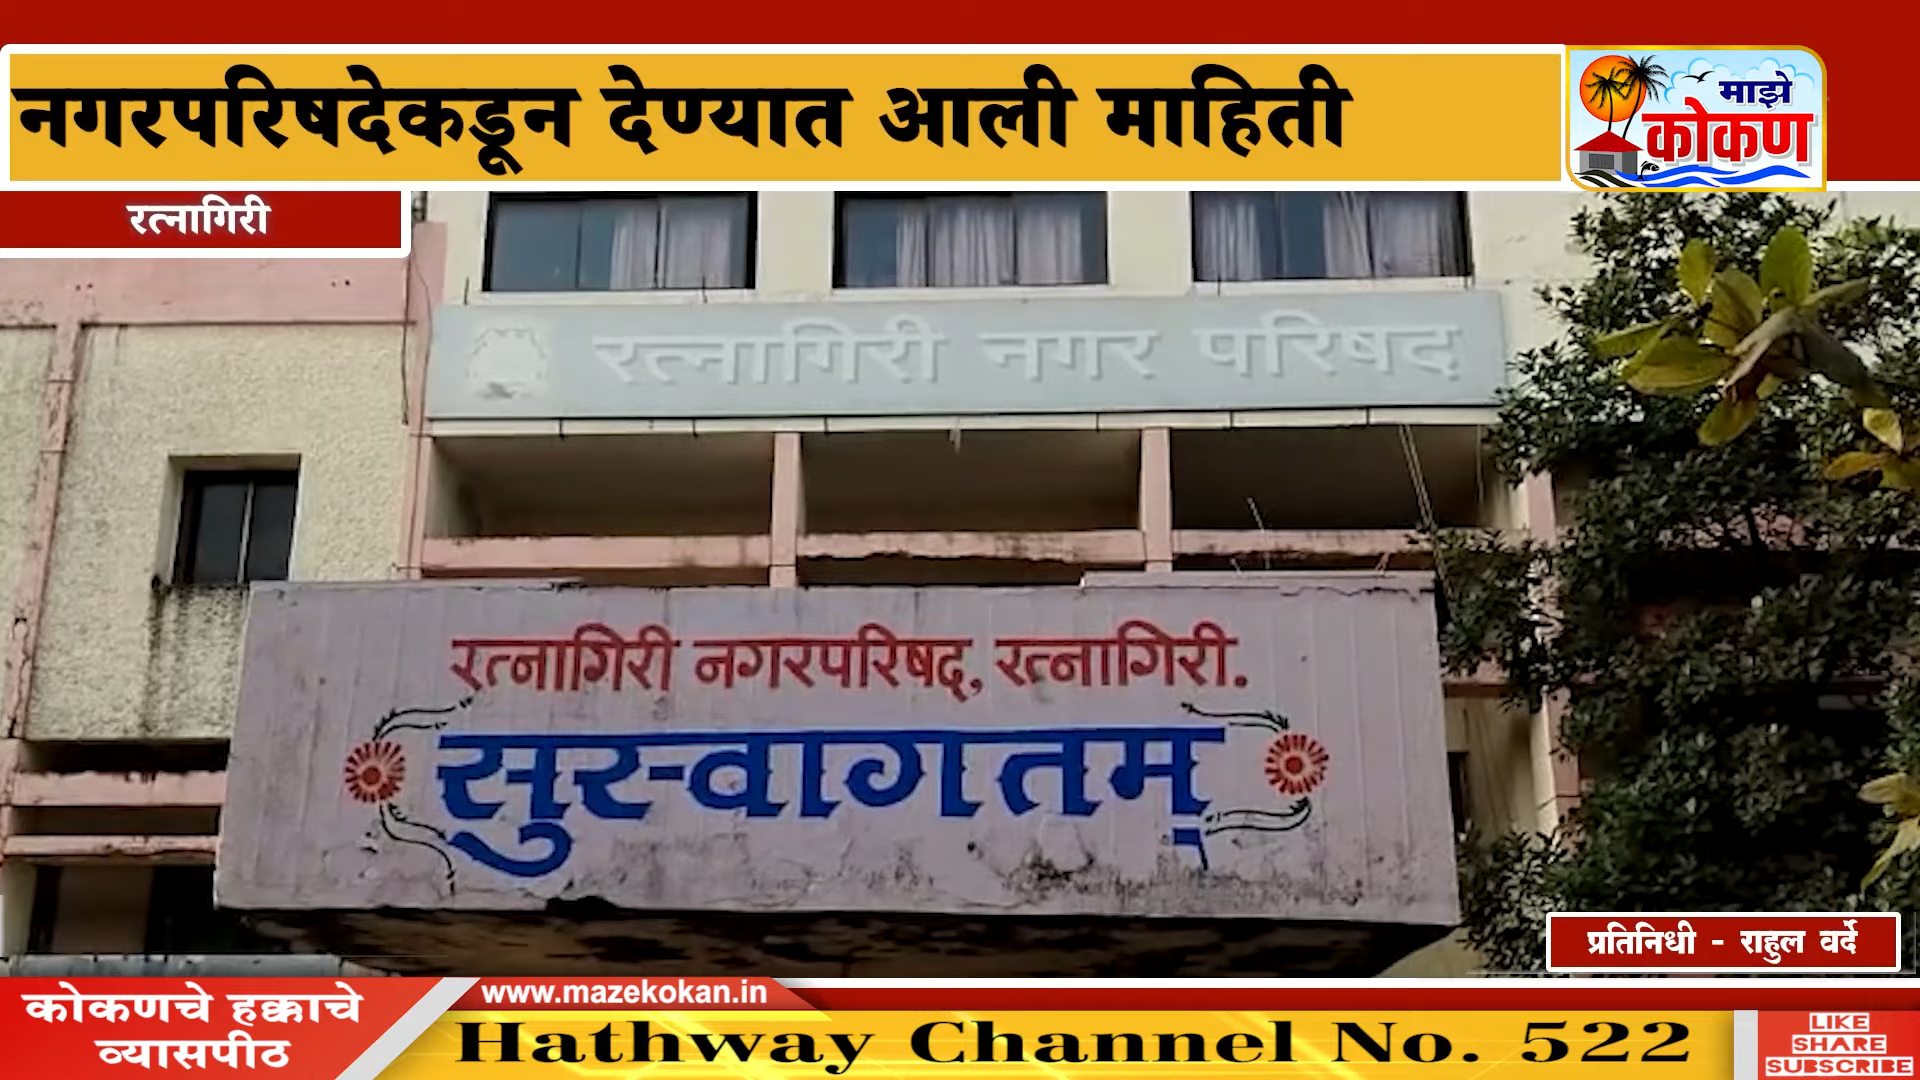 नगरपरिषदेकडून देण्यात आली माहिती
माझे
कोकण
रत्नागिरी
रत्नागिरी नगर परिषद
रत्नागिरी नगरपरिषद, रत्नागिरी.
सुस्वागतम्
प्रतिनिधी - राहुल वर्दे
कोकणचे हक्काचे
व्यासपीठ
www.mazekokan.in
Hathway Channel No. 522
LIKE
SHARE
SUBSCRIBE